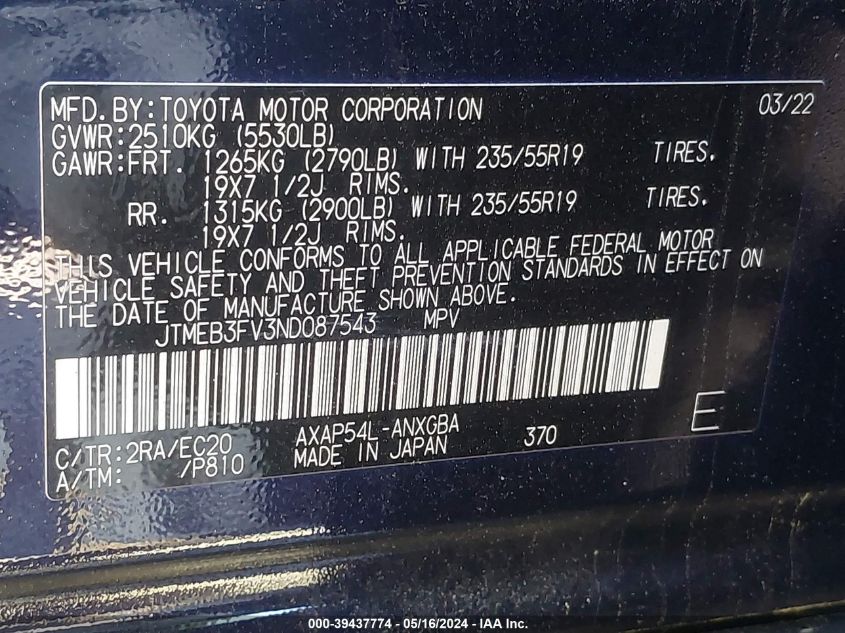 MFD. BY: TOYOTA MOTOR CORPORATION 03/22
GVWR: 2510KG (5530LB)
GAWR: FRT. 1265KG (2790LB) WITH 235/55R19 TIRES.
19X7 1/2J RIMS.
RR. 1315KG (2900LB) WITH 235/55R19 TIRES.
19X7 1/2J RIMS.
THIS VEHICLE CONFORMS TO ALL APPLICABLE FEDERAL MOTOR
VEHICLE SAFETY AND THEFT PREVENTION STANDARDS IN EFFECT ON
THE DATE OF MANUFACTURE SHOWN ABOVE.
JTMEB3FV3ND087543 MPV
C/TR: 2RA/EC20 AXAP54L-ANXGBA 370 E
A/TM: /P810 MADE IN JAPAN
000-39437774 - 05/16/2024 - IAA Inc.